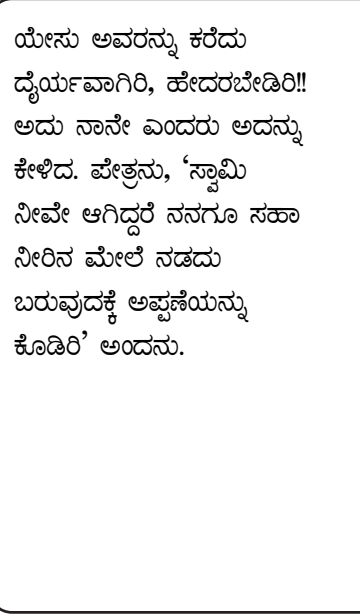 ಯೇಸು ಅವರನ್ನು ಕರೆದು
ದೈರ್ಯವಾಗಿರಿ, ಹೇದರಬೇಡಿರಿ!!
ಅದು ನಾನೇ ಎಂದರು ಅದನ್ನು
ಕೇಳಿದ. ಪೇತ್ರನು, ‘ಸ್ವಾಮಿ
ನೀವೇ ಆಗಿದ್ದರೆ ನನಗೂ ಸಹಾ
ನೀರಿನ ಮೇಲೆ ನಡದು
ಬರುವುದಕ್ಕೆ ಅಪ್ಪಣೆಯನ್ನು
ಕೊಡಿರಿ’ ಅಂದನು.